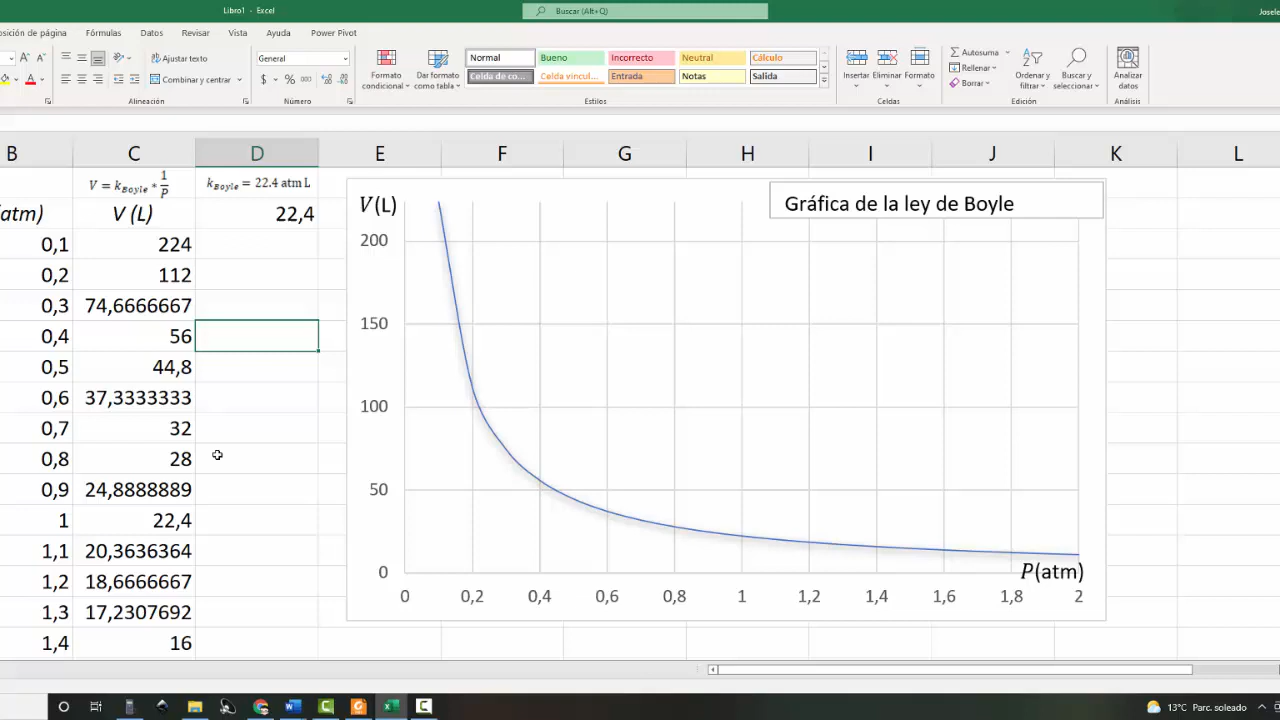 Libro1 - Excel
Buscar (Alt+Q)
Josele
osición de página Fórmulas Datos Revisar Vista Ayuda Power Pivot
Ajustar texto
General
Combinar y centrar
$ % 000
Formato condicional
Dar formato como tabla
Normal Bueno Incorrecto Neutral Cálculo
Celda de co... Celda vincul... Entrada Notas Salida
Insertar Eliminar Formato
Autosuma
Rellenar
Borrar
Ordenar y filtrar
Buscar y seleccionar
Analizar datos
Alineación Número Estilos Celdas Edición Análisis
B C D E F G H I J K L
V = k_Boyle * 1/P
k_Boyle = 22.4 atm L
(atm) V (L) 22,4
0,1 224
0,2 112
0,3 74,6666667
0,4 56
0,5 44,8
0,6 37,3333333
0,7 32
0,8 28
0,9 24,8888889
1 22,4
1,1 20,3636364
1,2 18,6666667
1,3 17,2307692
1,4 16
V(L)
Gráfica de la ley de Boyle
200
150
100
50
0
P(atm)
0 0,2 0,4 0,6 0,8 1 1,2 1,4 1,6 1,8 2
13°C Parc. soleado